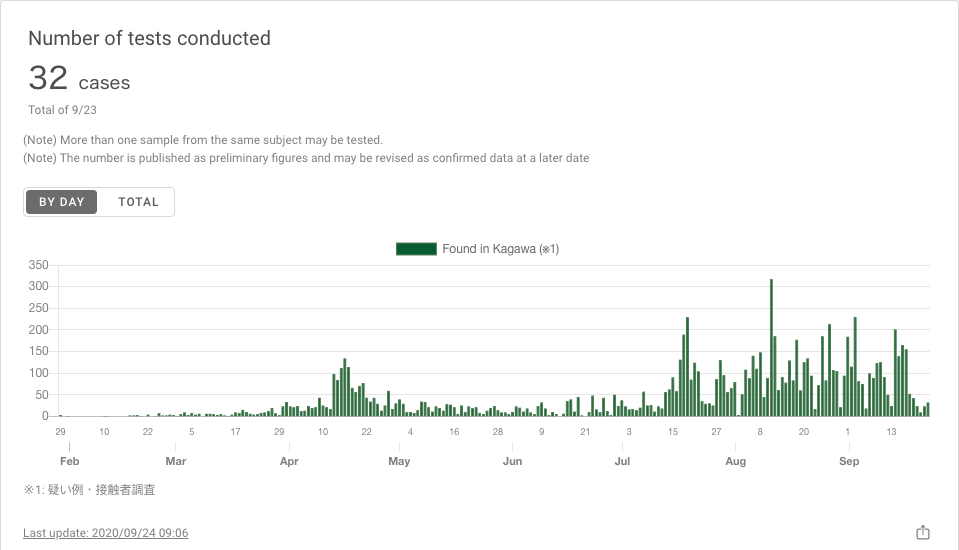 Number of tests conducted
32 cases
Total of 9/23
(Note) More than one sample from the same subject may be tested.
(Note) The number is published as preliminary figures and may be revised as confirmed data at a later date
BY DAY TOTAL
Found in Kagawa (※1)
350
300
250
200
150
100
50
0
29 10 22 5 17 29 10 22 4 16 28 9 21 3 15 27 8 20 1 13
Feb Mar Apr May Jun Jul Aug Sep
※1: 疑い例・接触者調査
Last update: 2020/09/24 09:06